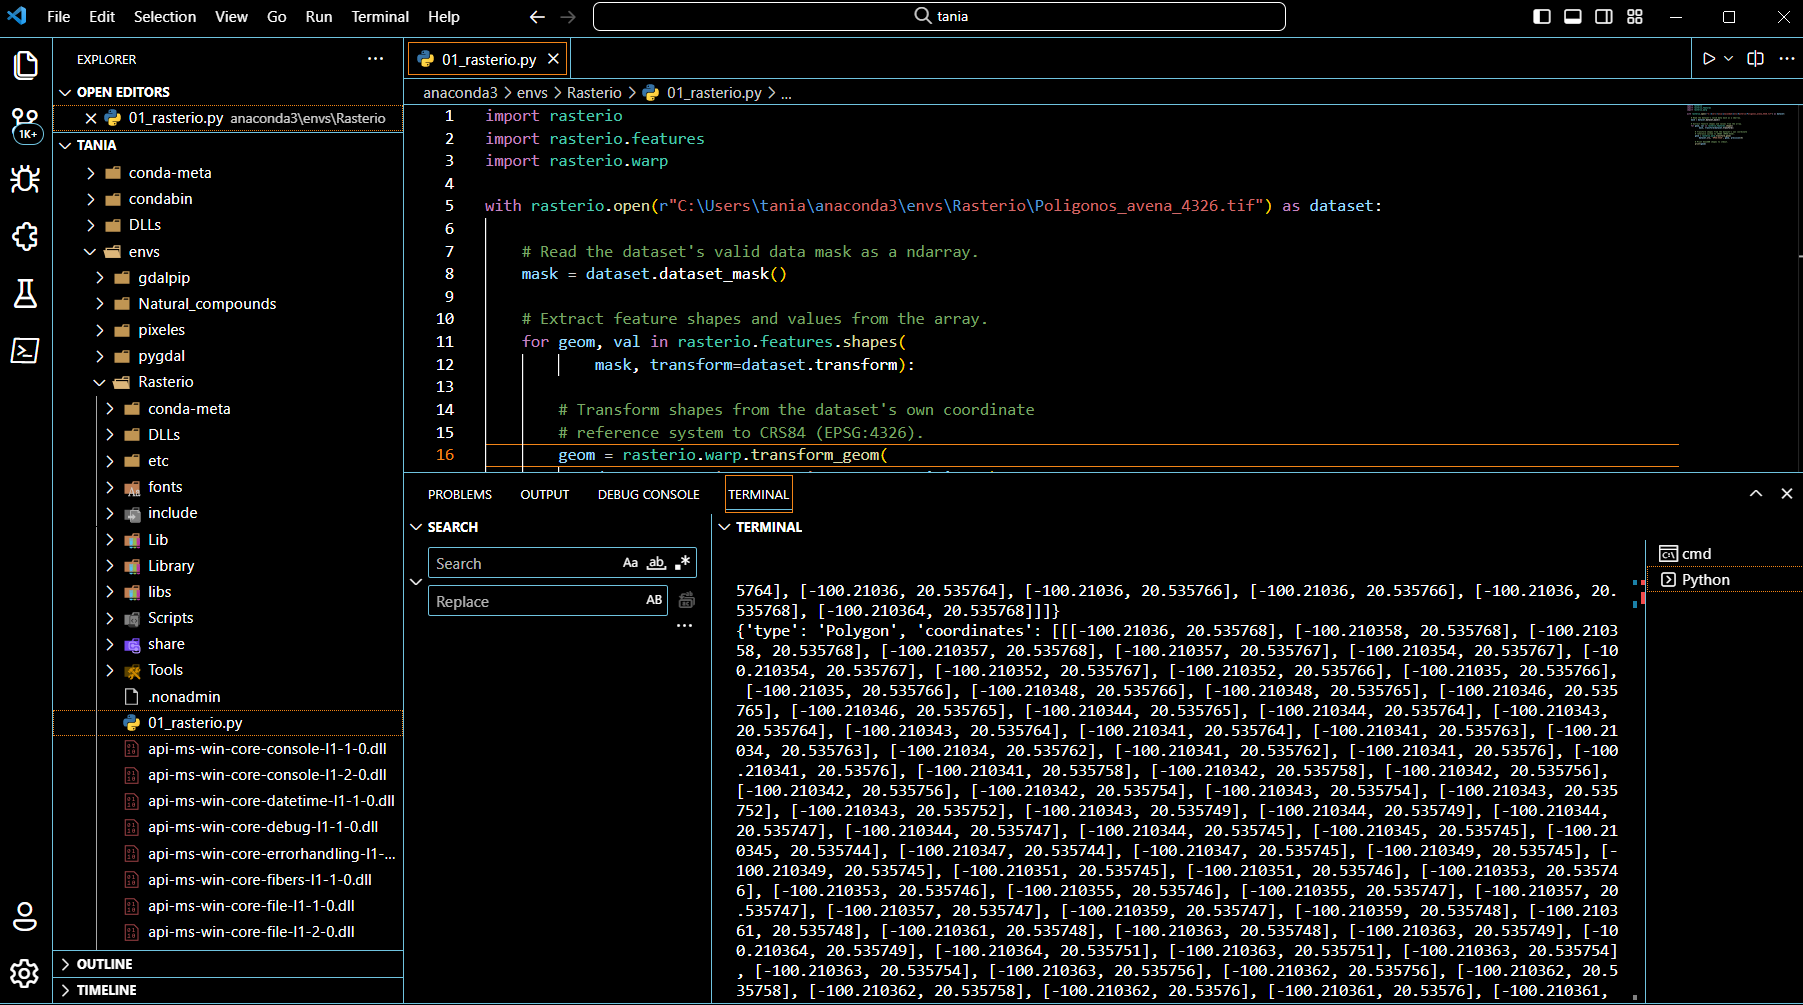 File Edit Selection View Go Run Terminal Help
tania
EXPLORER
OPEN EDITORS
01_rasterio.py anaconda3\envs\Rasterio
1K+
TANIA
conda-meta
condabin
DLLs
envs
gdalpip
Natural_compounds
pixeles
pygdal
Rasterio
conda-meta
DLLs
etc
fonts
include
Lib
Library
libs
Scripts
share
Tools
.nonadmin
01_rasterio.py
api-ms-win-core-console-l1-1-0.dll
api-ms-win-core-console-l1-2-0.dll
api-ms-win-core-datetime-l1-1-0.dll
api-ms-win-core-debug-l1-1-0.dll
api-ms-win-core-errorhandling-l1-...
api-ms-win-core-fibers-l1-1-0.dll
api-ms-win-core-file-l1-1-0.dll
api-ms-win-core-file-l1-2-0.dll
OUTLINE
TIMELINE
01_rasterio.py
anaconda3 > envs > Rasterio > 01_rasterio.py > ...
1 import rasterio
2 import rasterio.features
3 import rasterio.warp
4
5 with rasterio.open(r"C:\Users\tania\anaconda3\envs\Rasterio\Poligonos_avena_4326.tif") as dataset:
6
7 # Read the dataset's valid data mask as a ndarray.
8 mask = dataset.dataset_mask()
9
10 # Extract feature shapes and values from the array.
11 for geom, val in rasterio.features.shapes(
12 mask, transform=dataset.transform):
13
14 # Transform shapes from the dataset's own coordinate
15 # reference system to CRS84 (EPSG:4326).
16 geom = rasterio.warp.transform_geom(
PROBLEMS OUTPUT DEBUG CONSOLE TERMINAL
SEARCH
Search Aa ab
Replace AB
TERMINAL
5764], [-100.21036, 20.535764], [-100.21036, 20.535766], [-100.21036, 20.535766], [-100.21036, 20.
535768], [-100.210364, 20.535768]]]}
{'type': 'Polygon', 'coordinates': [[[-100.21036, 20.535768], [-100.210358, 20.535768], [-100.2103
58, 20.535768], [-100.210357, 20.535768], [-100.210357, 20.535767], [-100.210354, 20.535767], [-10
0.210354, 20.535767], [-100.210352, 20.535767], [-100.210352, 20.535766], [-100.21035, 20.535766],
[-100.21035, 20.535766], [-100.210348, 20.535766], [-100.210348, 20.535765], [-100.210346, 20.535
765], [-100.210346, 20.535765], [-100.210344, 20.535765], [-100.210344, 20.535764], [-100.210343,
20.535764], [-100.210343, 20.535764], [-100.210341, 20.535764], [-100.210341, 20.535763], [-100.21
034, 20.535763], [-100.21034, 20.535762], [-100.210341, 20.535762], [-100.210341, 20.53576], [-100
.210341, 20.53576], [-100.210341, 20.535758], [-100.210342, 20.535758], [-100.210342, 20.535756],
[-100.210342, 20.535756], [-100.210342, 20.535754], [-100.210343, 20.535754], [-100.210343, 20.535
752], [-100.210343, 20.535752], [-100.210343, 20.535749], [-100.210344, 20.535749], [-100.210344,
20.535747], [-100.210344, 20.535747], [-100.210344, 20.535745], [-100.210345, 20.535745], [-100.21
0345, 20.535744], [-100.210347, 20.535744], [-100.210347, 20.535745], [-100.210349, 20.535745], [-
100.210349, 20.535745], [-100.210351, 20.535745], [-100.210351, 20.535746], [-100.210353, 20.53574
6], [-100.210353, 20.535746], [-100.210355, 20.535746], [-100.210355, 20.535747], [-100.210357, 20
.535747], [-100.210357, 20.535747], [-100.210359, 20.535747], [-100.210359, 20.535748], [-100.2103
61, 20.535748], [-100.210361, 20.535748], [-100.210363, 20.535748], [-100.210363, 20.535749], [-10
0.210364, 20.535749], [-100.210364, 20.535751], [-100.210363, 20.535751], [-100.210363, 20.535754]
, [-100.210363, 20.535754], [-100.210363, 20.535756], [-100.210362, 20.535756], [-100.210362, 20.5
35758], [-100.210362, 20.535758], [-100.210362, 20.53576], [-100.210361, 20.53576], [-100.210361,
cmd
Python